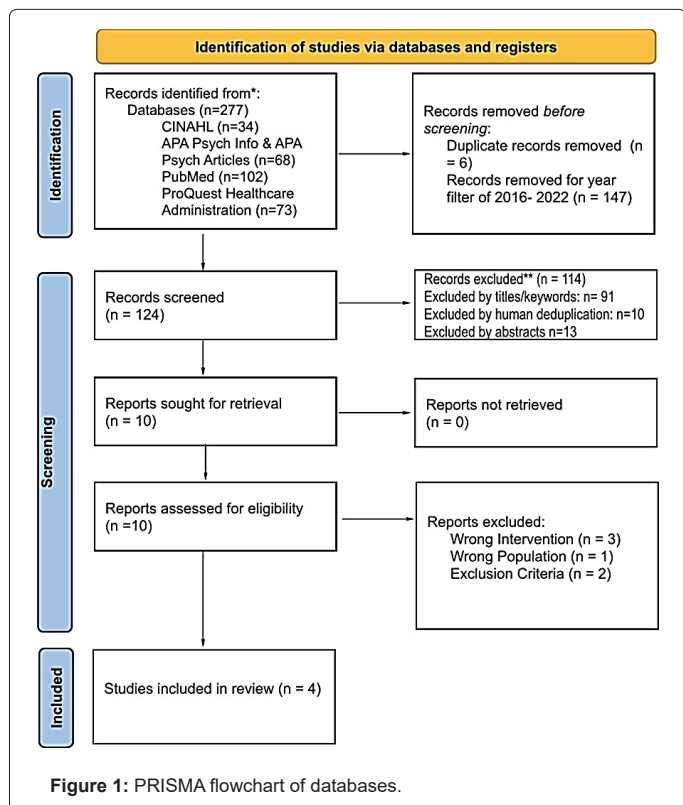 Identification of studies via databases and registers
Identification
Records identified from*:
Databases (n=277)
CINAHL (n=34)
APA Psych Info & APA
Psych Articles (n=68)
PubMed (n=102)
ProQuest Healthcare
Administration (n=73)
Records removed before
screening:
Duplicate records removed (n
= 6)
Records removed for year
filter of 2016- 2022 (n = 147)
Screening
Records screened
(n = 124)
Records excluded** (n = 114)
Excluded by titles/keywords: n= 91
Excluded by human deduplication: n=10
Excluded by abstracts n=13
Reports sought for retrieval
(n = 10)
Reports not retrieved
(n = 0)
Reports assessed for eligibility
(n =10)
Reports excluded:
Wrong Intervention (n = 3)
Wrong Population (n = 1)
Exclusion Criteria (n = 2)
Included
Studies included in review (n = 4)
Figure 1: PRISMA flowchart of databases.